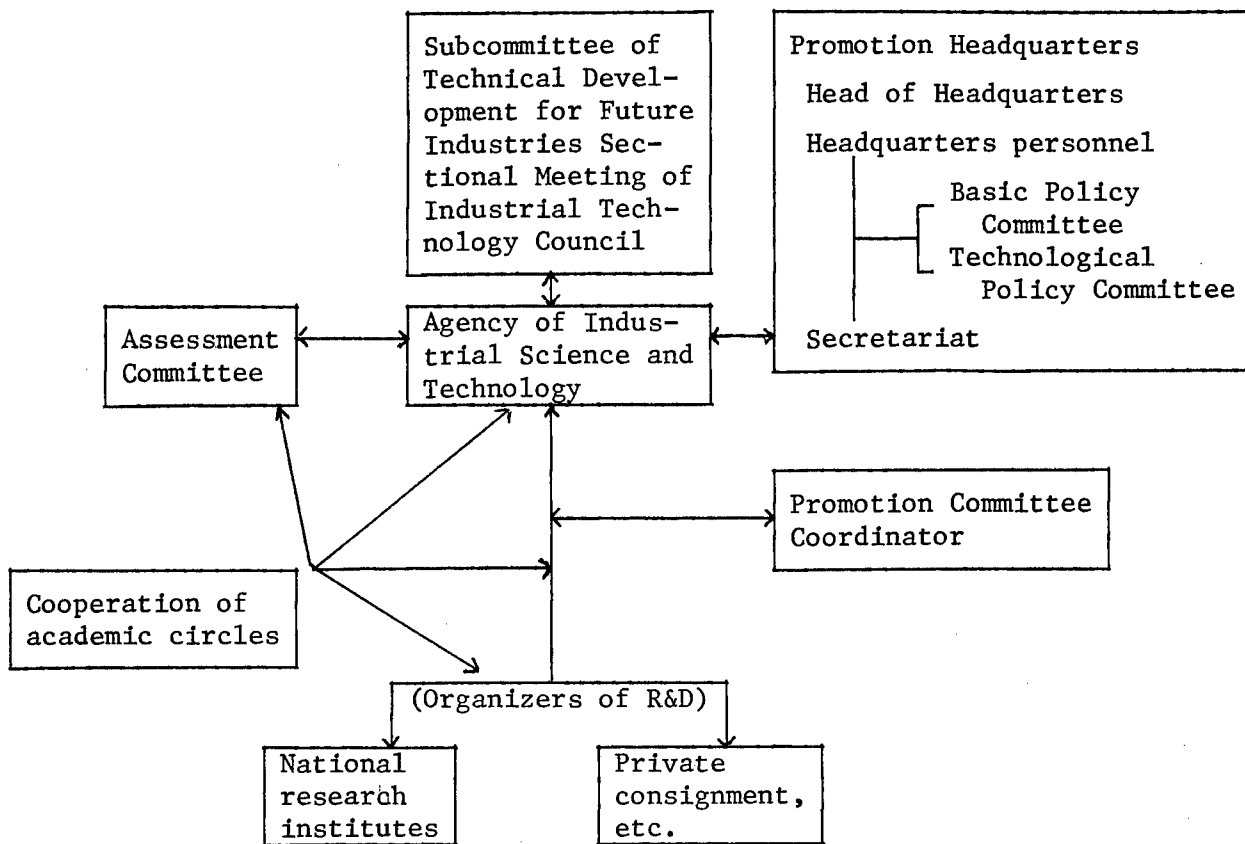 Subcommittee of
Technical Devel-
opment for Future
Industries Sec-
tional Meeting of
Industrial Tech-
nology Council
Promotion Headquarters
Head of Headquarters
Headquarters personnel
Basic Policy
Committee
Technological
Policy Committee
Secretariat
Assessment
Committee
Agency of Indus-
trial Science and
Technology
Promotion Committee
Coordinator
Cooperation of
academic circles
(Organizers of R&D)
National
research
institutes
Private
consignment,
etc.